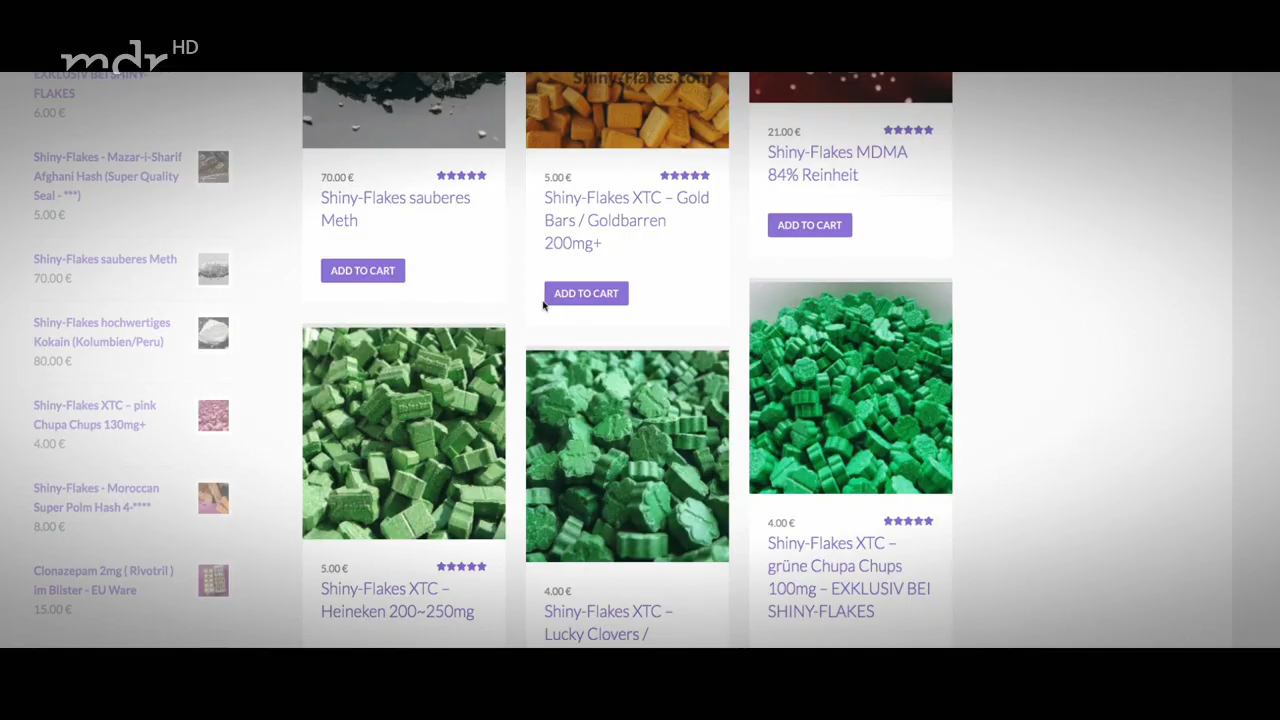 mdr HD
EXKLUSIV BEI SHINY-
FLAKES
6.00 €
Shiny-Flakes - Mazar-i-Sharif
Afghani Hash (Super Quality
Seal - ***)
5.00 €
Shiny-Flakes sauberes Meth
70.00 €
Shiny-Flakes hochwertiges
Kokain (Kolumbien/Peru)
80.00 €
Shiny-Flakes XTC – pink
Chupa Chups 130mg+
4.00 €
Shiny-Flakes - Moroccan
Super Polm Hash 4-****
8.00 €
Clonazepam 2mg ( Rivotril )
im Blister - EU Ware
15.00 €
70.00 €
Shiny-Flakes sauberes
Meth
ADD TO CART
5.00 €
Shiny-Flakes XTC –
Heineken 200~250mg
Shiny-Flakes.com
5.00 €
Shiny-Flakes XTC – Gold
Bars / Goldbarren
200mg+
ADD TO CART
4.00 €
Shiny-Flakes XTC –
Lucky Clovers /
21.00 €
Shiny-Flakes MDMA
84% Reinheit
ADD TO CART
4.00 €
Shiny-Flakes XTC –
grüne Chupa Chups
100mg – EXKLUSIV BEI
SHINY-FLAKES